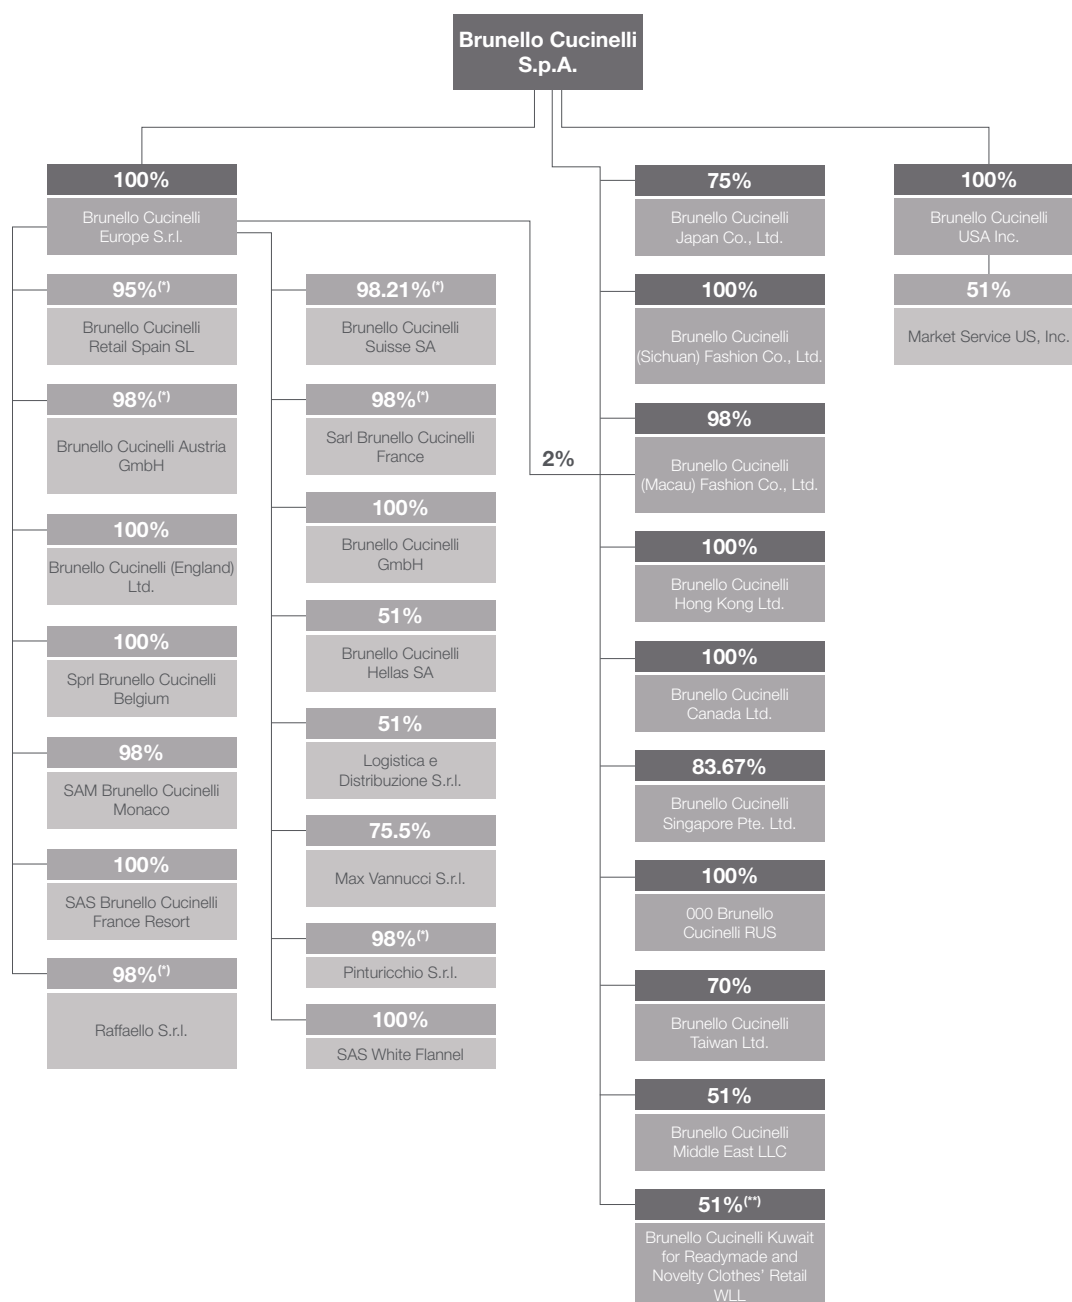 Brunello Cucinelli
S.p.A.
100%
Brunello Cucinelli
Europe S.r.l.
95%(*)
Brunello Cucinelli
Retail Spain SL
98%(*)
Brunello Cucinelli Austria
GmbH
100%
Brunello Cucinelli (England)
Ltd.
100%
Sprl Brunello Cucinelli
Belgium
98%
SAM Brunello Cucinelli
Monaco
100%
SAS Brunello Cucinelli
France Resort
98%(*)
Raffaello S.r.l.
98.21%(*)
Brunello Cucinelli
Suisse SA
98%(*)
Sarl Brunello Cucinelli
France
100%
Brunello Cucinelli
GmbH
51%
Brunello Cucinelli
Hellas SA
51%
Logistica e
Distribuzione S.r.l.
75.5%
Max Vannucci S.r.l.
98%(*)
Pinturicchio S.r.l.
100%
SAS White Flannel
2%
75%
Brunello Cucinelli
Japan Co., Ltd.
100%
Brunello Cucinelli
(Sichuan) Fashion Co., Ltd.
98%
Brunello Cucinelli
(Macau) Fashion Co., Ltd.
100%
Brunello Cucinelli
Hong Kong Ltd.
100%
Brunello Cucinelli
Canada Ltd.
83.67%
Brunello Cucinelli
Singapore Pte. Ltd.
100%
000 Brunello
Cucinelli RUS
70%
Brunello Cucinelli
Taiwan Ltd.
51%
Brunello Cucinelli
Middle East LLC
51%(**)
Brunello Cucinelli Kuwait
for Readymade and
Novelty Clothes’ Retail
WLL
100%
Brunello Cucinelli
USA Inc.
51%
Market Service US, Inc.